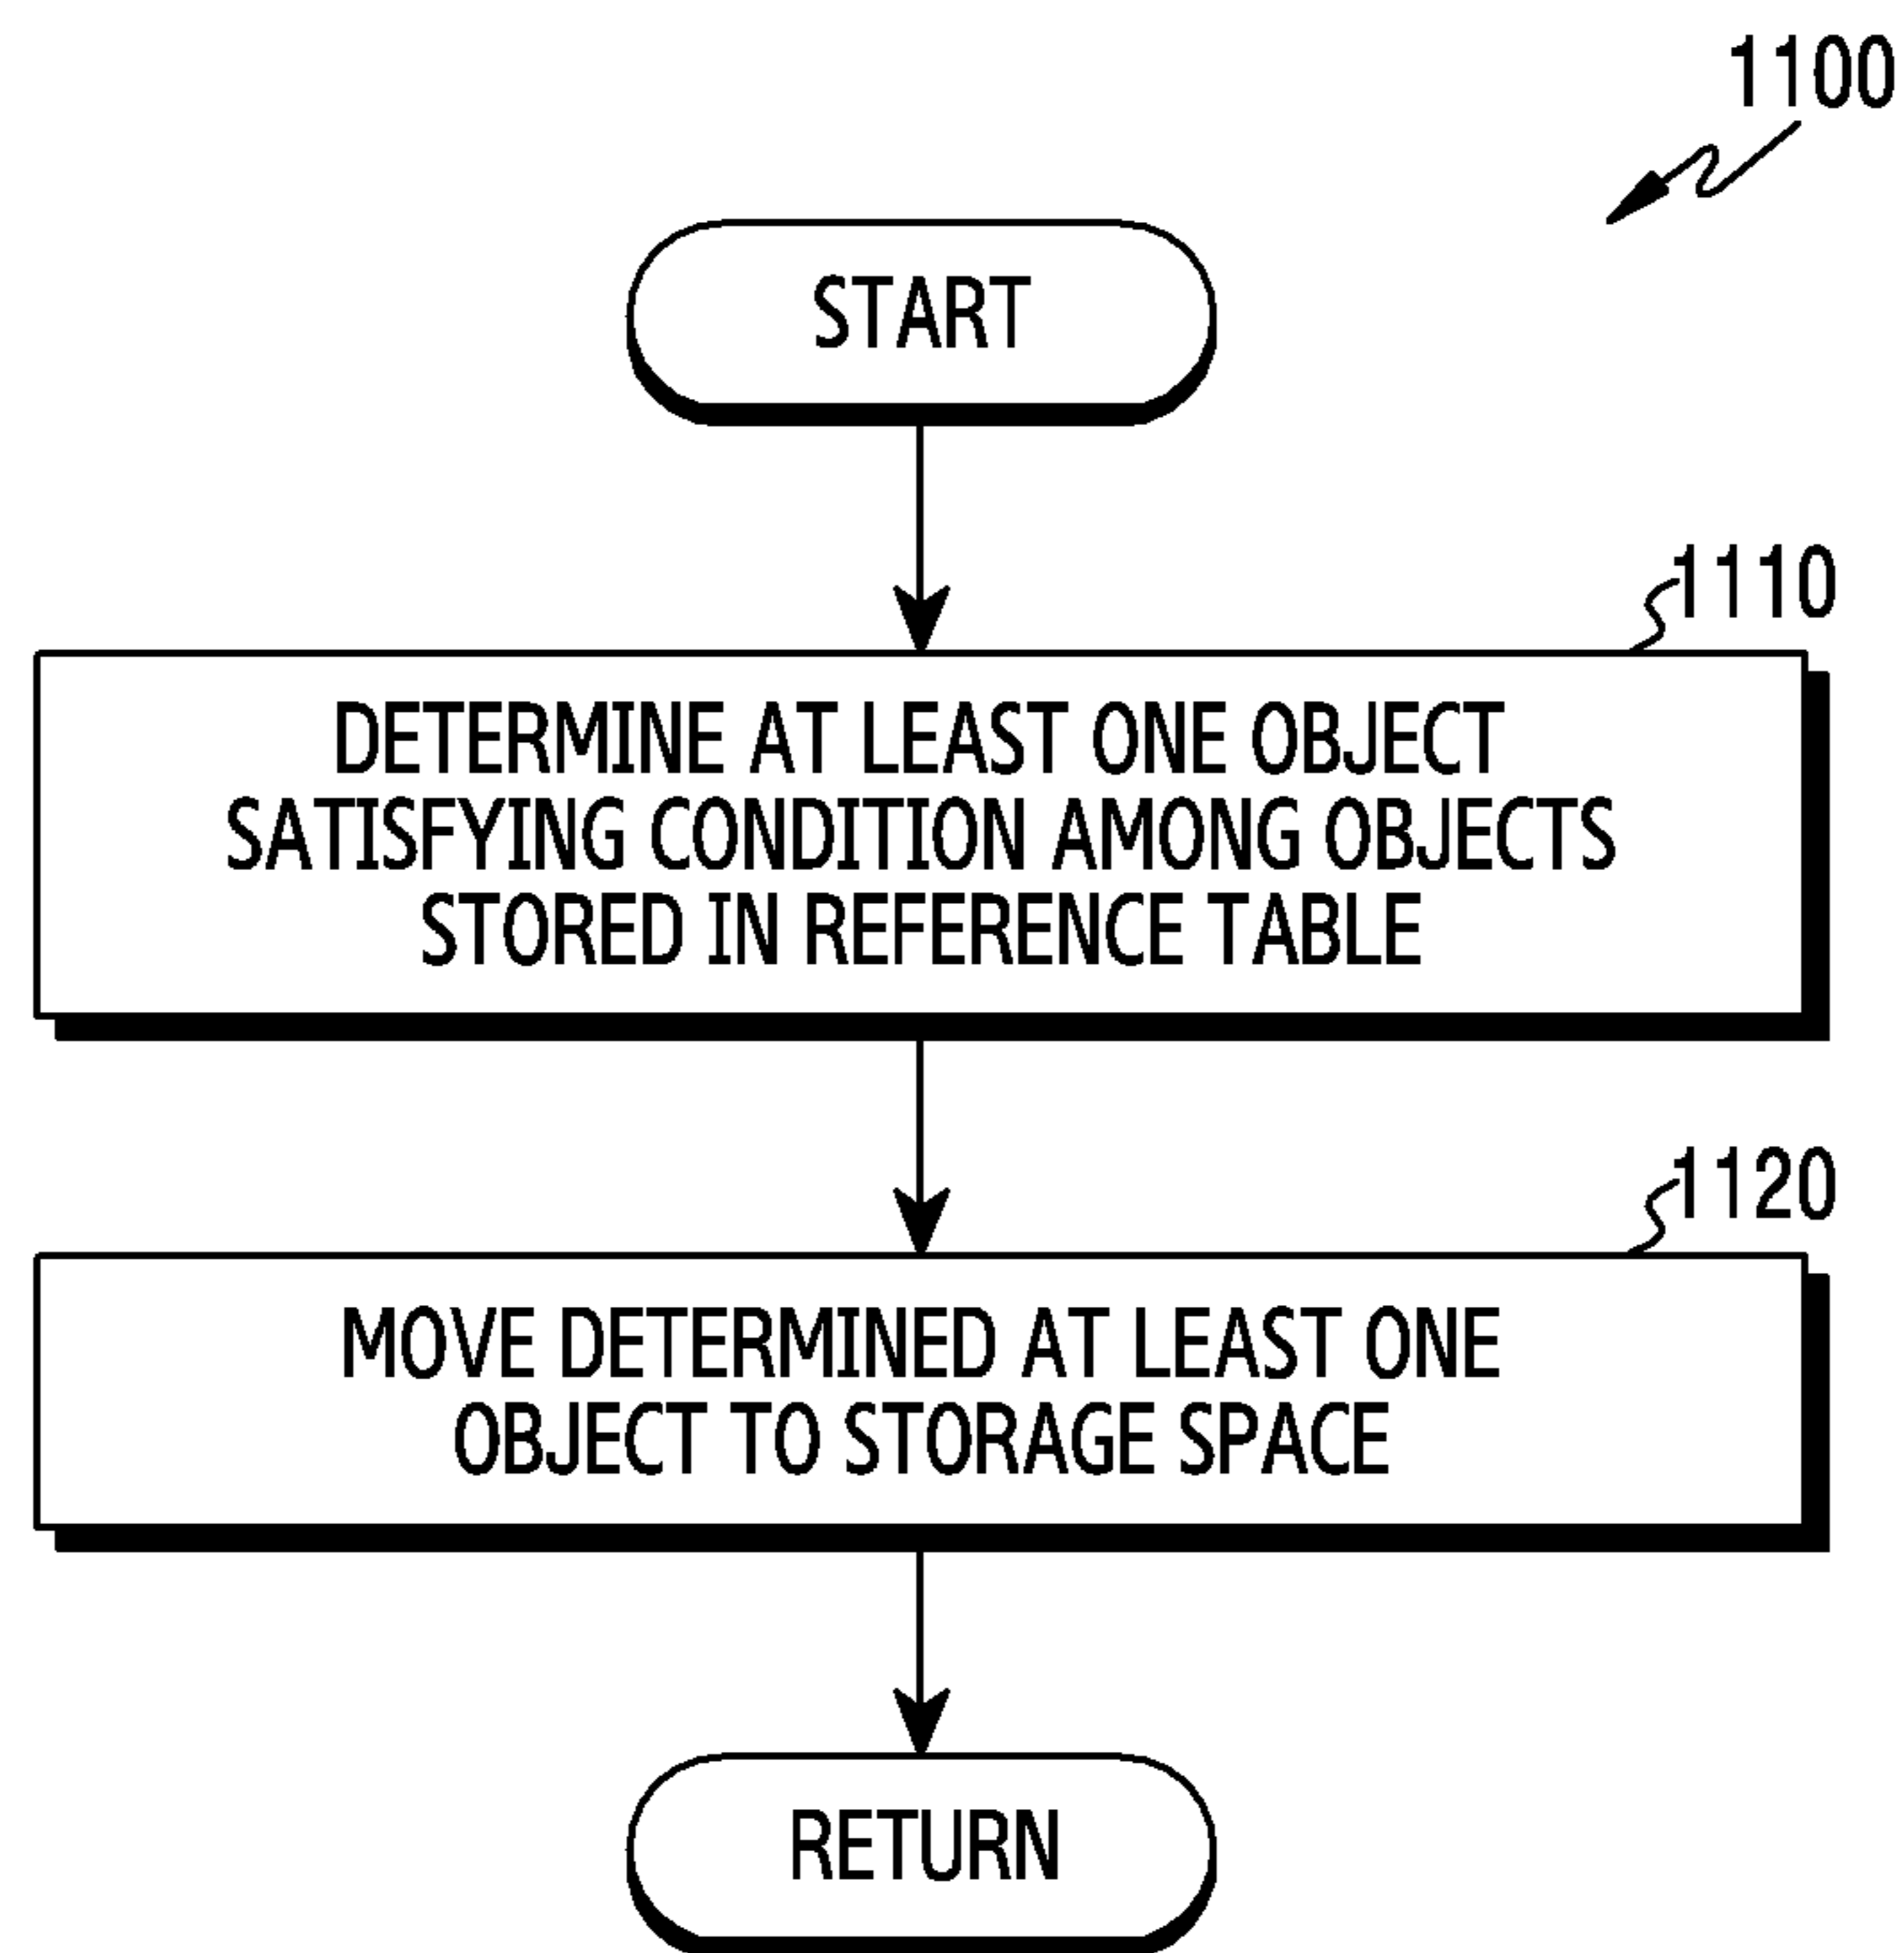 1100
START
1110
DETERMINE AT LEAST ONE OBJECT
SATISFYING CONDITION AMONG OBJECTS
STORED IN REFERENCE TABLE
1120
MOVE DETERMINED AT LEAST ONE
OBJECT TO STORAGE SPACE
RETURN